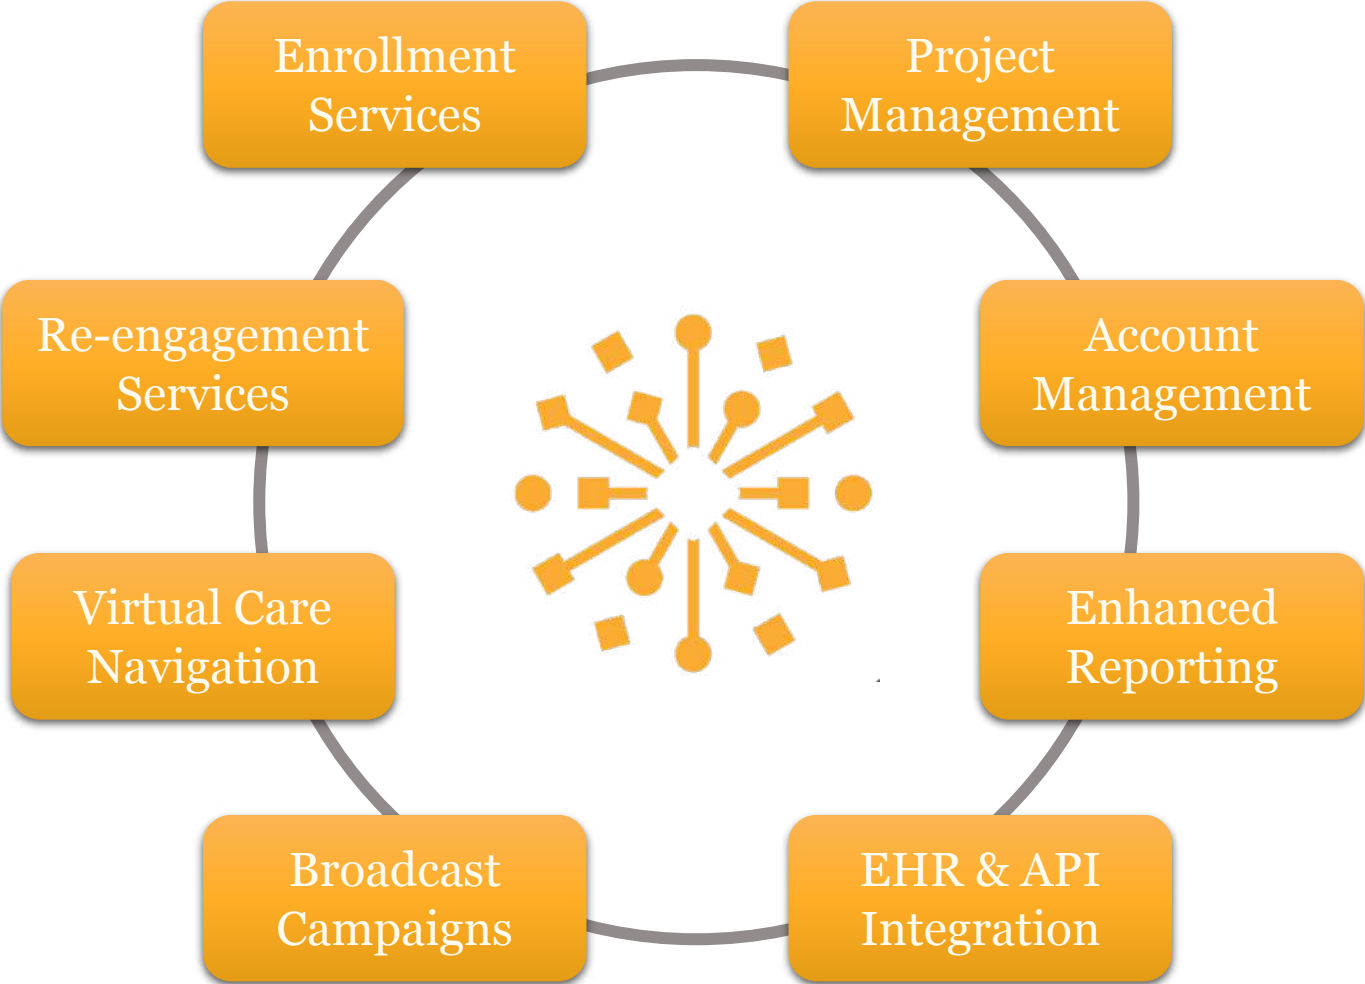 Enrollment
Services
Project
Management
Re-engagement
Services
Account
Management
Virtual Care
Navigation
Enhanced
Reporting
Broadcast
Campaigns
EHR & API
Integration